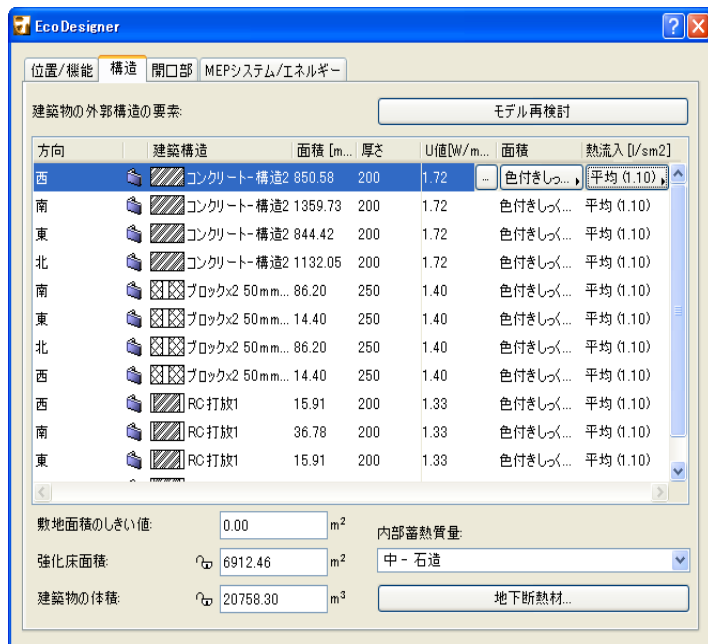 EcoDesigner
位置/機能 構造 開口部 MEPシステム/エネルギー
建築物の外郭構造の要素: モデル再検討
方向 建築構造 面積 [m... 厚さ U値[W/m... 面積 熱流入 [l/sm2]
西 コンクリート-構造2 850.58 200 1.72 ... 色付きしっ... 平均 (1.10)
南 コンクリート-構造2 1359.73 200 1.72 色付きしっく... 平均 (1.10)
東 コンクリート-構造2 844.42 200 1.72 色付きしっく... 平均 (1.10)
北 コンクリート-構造2 1132.05 200 1.72 色付きしっく... 平均 (1.10)
南 ブロックx2 50mm... 86.20 250 1.40 色付きしっく... 平均 (1.10)
東 ブロックx2 50mm... 14.40 250 1.40 色付きしっく... 平均 (1.10)
北 ブロックx2 50mm... 86.20 250 1.40 色付きしっく... 平均 (1.10)
西 ブロックx2 50mm... 14.40 250 1.40 色付きしっく... 平均 (1.10)
西 RC打放1 15.91 200 1.33 色付きしっく... 平均 (1.10)
南 RC打放1 36.78 200 1.33 色付きしっく... 平均 (1.10)
東 RC打放1 15.91 200 1.33 色付きしっく... 平均 (1.10)
敷地面積のしきい値: 0.00 m²
内部蓄熱質量:
強化床面積: 6912.46 m² 中 - 石造
建築物の体積: 20758.30 m³ 地下断熱材...